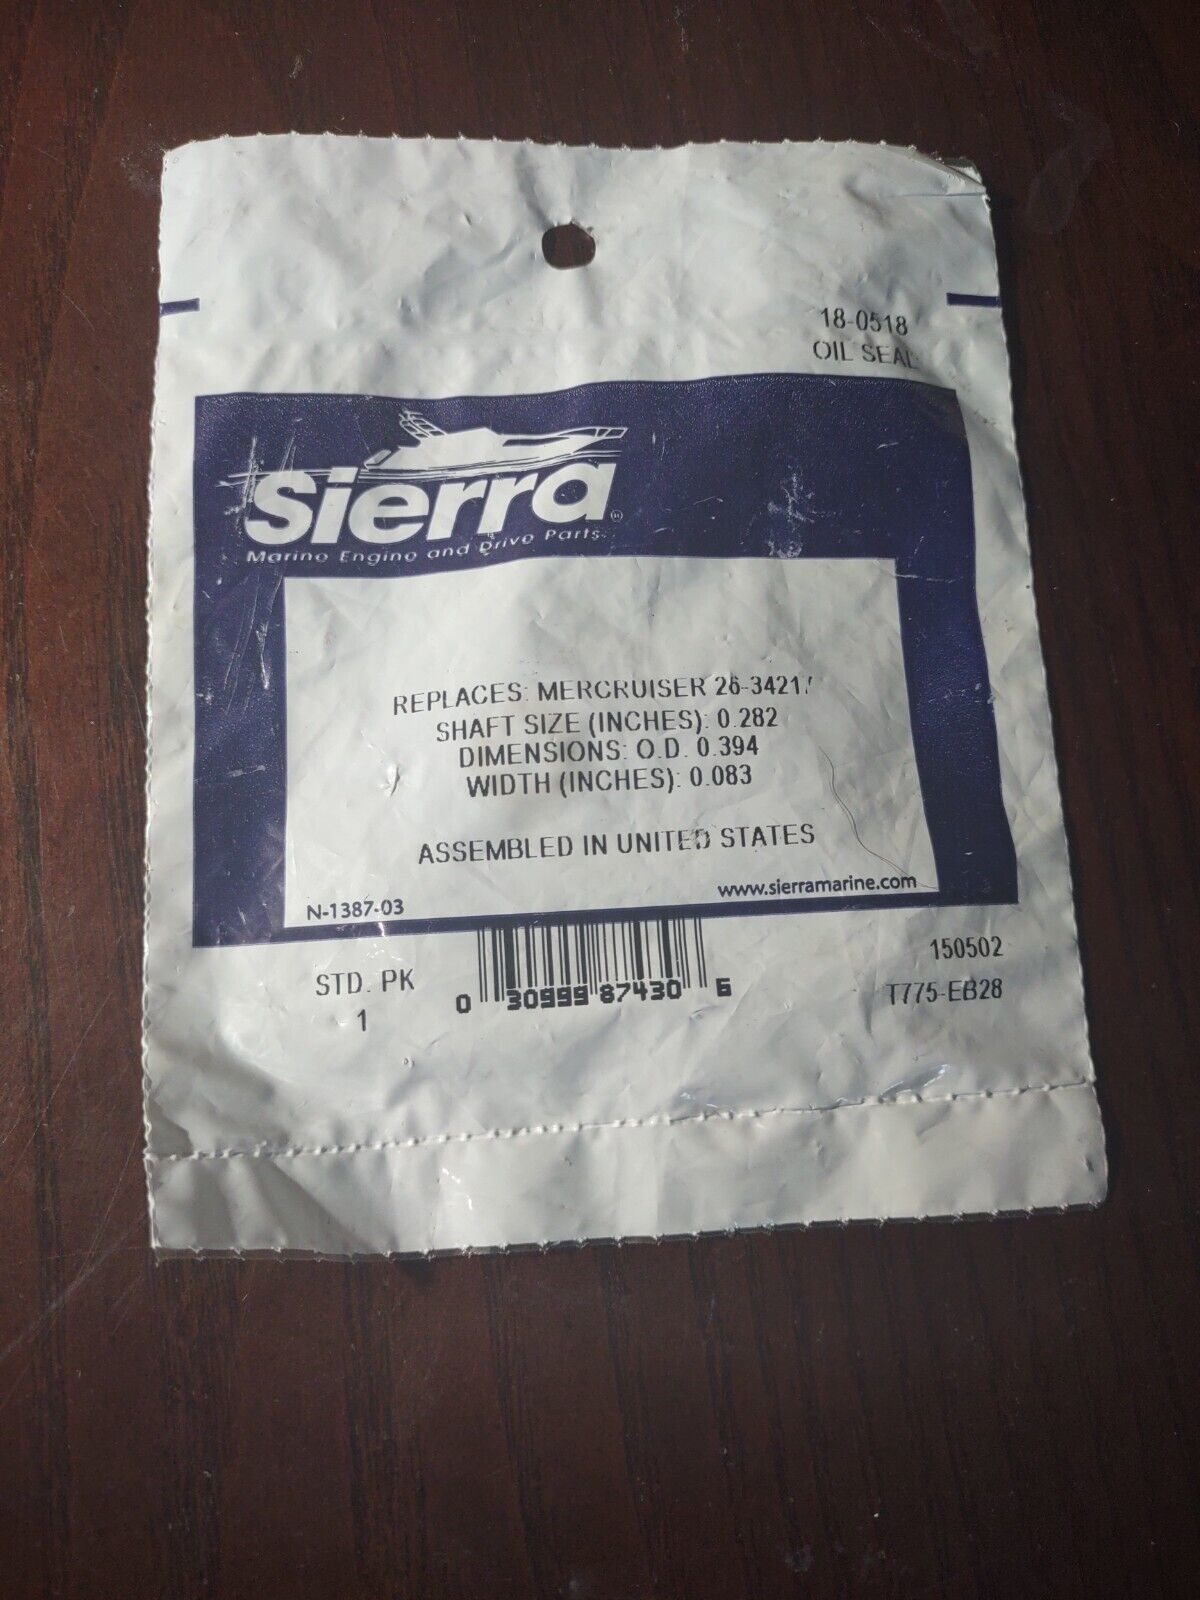 18-0518
OIL SEAL
Sierra®
Marine Engine and Drive Parts
REPLACES: MERCRUISER
SHAFT SIZE (INCHES): 0.282
DIMENSIONS: O.D. 0.394
WIDTH (INCHES): 0.083
ASSEMBLED IN UNITED STATES
N-1387-03
www.sierramarine.com
STD. PK
1
0 30999 87430 6
150502
T775-EB28